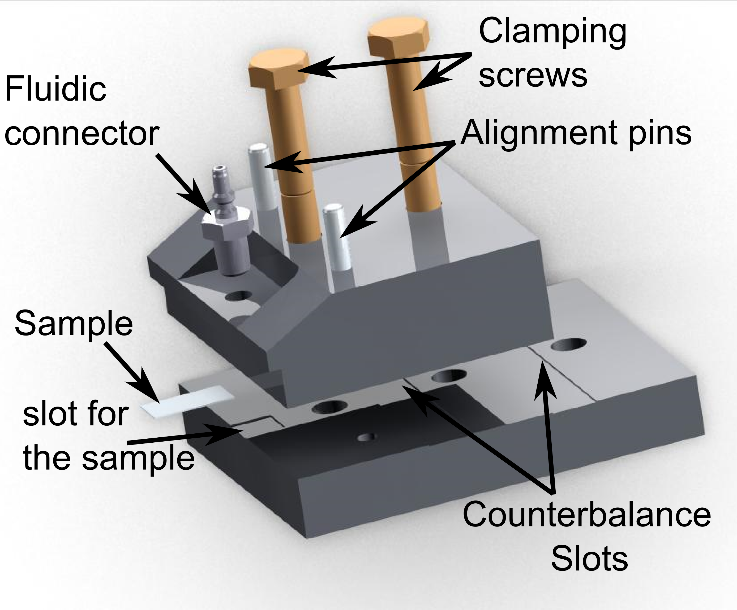 Clamping
screws
Fluidic
connector
Alignment pins
Sample
slot for
the sample
Counterbalance
Slots